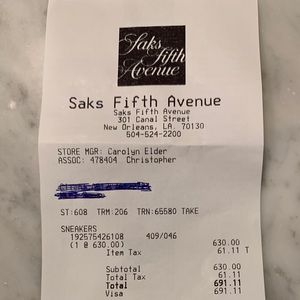 Saks
Fifth
Avenue
Saks Fifth Avenue
Saks Fifth Avenue
301 Canal Street
New Orleans, LA 70130
504-524-2200
STORE MGR: Carolyn Elder
ASSOC: 478404 Christopher
ST:608 TRM:206 TRN:65580 TAKE
SNEAKERS
192575426108 409/046
(1 @ 630.00) 630.00
Item Tax 61.11 T
Subtotal 630.00
Total Tax 61.11
Total 691.11
Visa 691.11